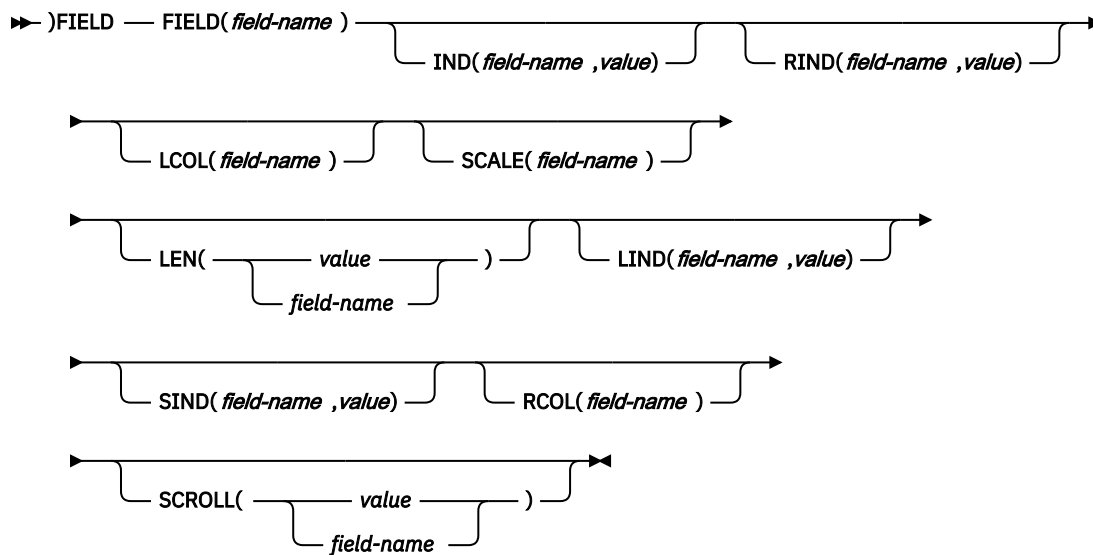 )FIELD FIELD(field-name )
IND(field-name ,value) RIND(field-name ,value)
LCOL(field-name ) SCALE(field-name )
LEN( value ) LIND(field-name ,value)
field-name
SIND(field-name ,value) RCOL(field-name )
SCROLL( value )
field-name